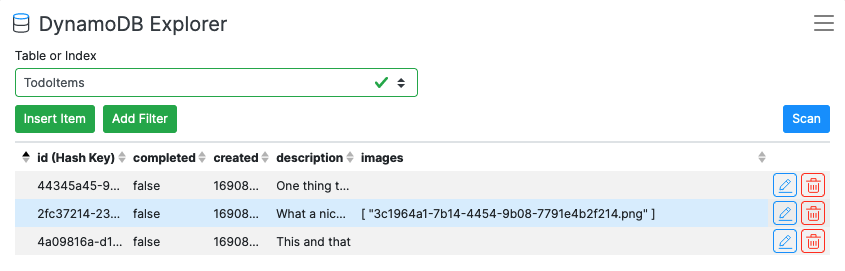 DynamoDB Explorer
Table or Index
TodoItems
Insert Item Add Filter Scan
id (Hash Key) completed created description images
44345a45-9... false 16908... One thing t...
2fc37214-23... false 16908... What a nic... [ "3c1964a1-7b14-4454-9b08-7791e4b2f214.png" ]
4a09816a-d1... false 16908... This and that